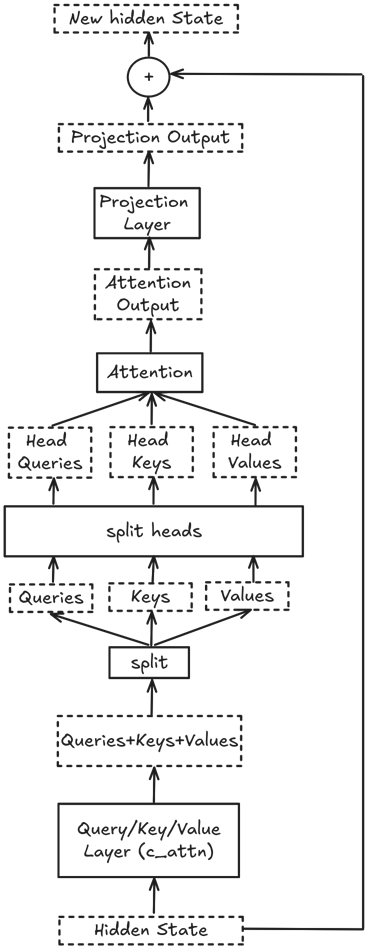 New hidden State
+
Projection Output
Projection
Layer
Attention
Output
Attention
Head
Queries
Head
Keys
Head
Values
split heads
Queries
Keys
Values
split
Queries+Keys+Values
Query/Key/Value
Layer (c_attn)
Hidden State